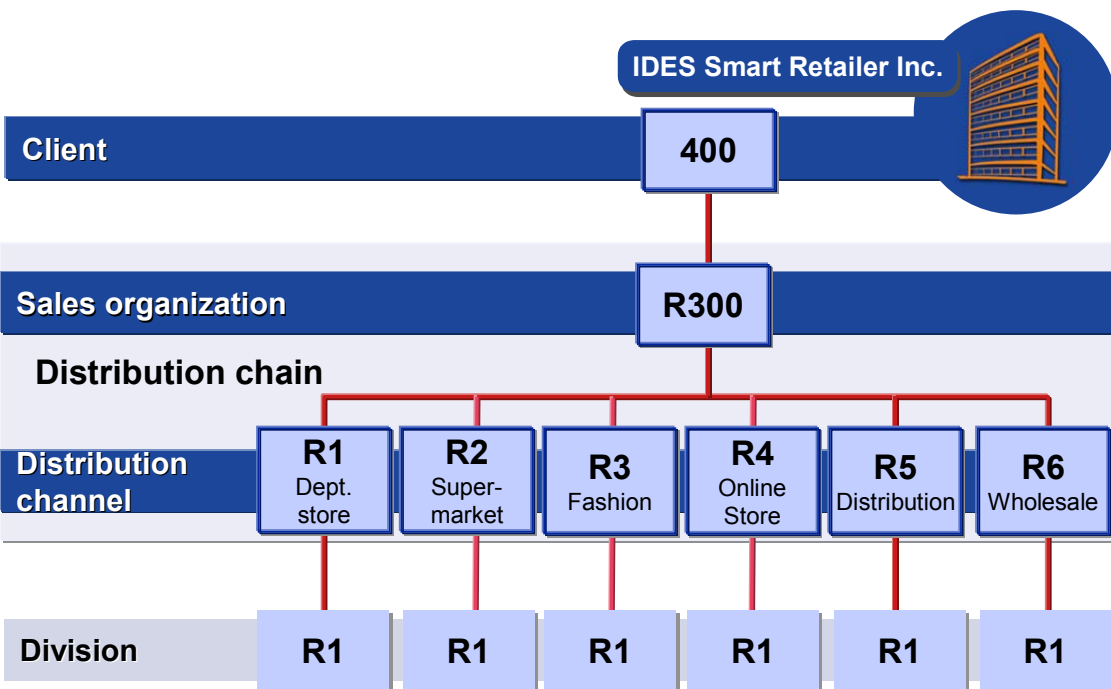 IDES Smart Retailer Inc.
Client
400
Sales organization
R300
Distribution chain
Distribution
channel
R1
Dept.
store
R2
Super-
market
R3
Fashion
R4
Online
Store
R5
Distribution
R6
Wholesale
Division
R1
R1
R1
R1
R1
R1